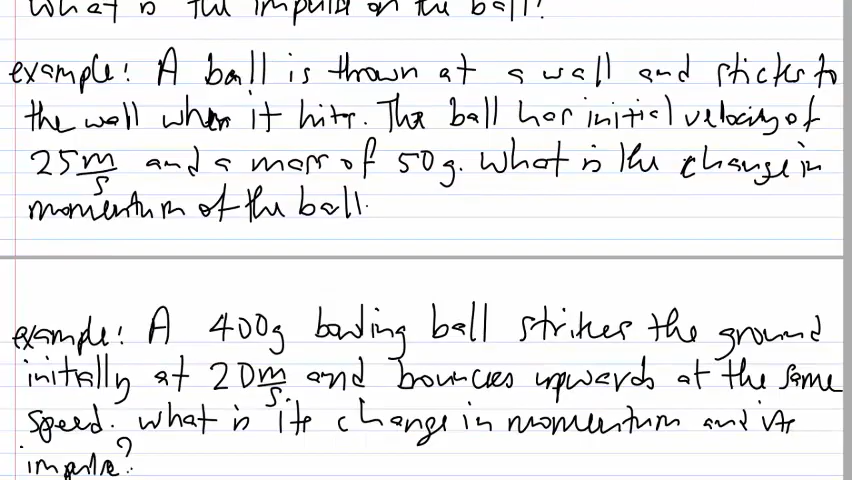 What is the impulse on the ball?
example: A ball is thrown at a wall and sticks to
the wall when it hits. The ball has initial velocity of
25 m/s and a mass of 50g. What is the change in
momentum of the ball.
example: A 400g bowling ball strikes the ground
initially at 20 m/s and bounces upwards at the same
speed. What is its change in momentum and its
impulse?